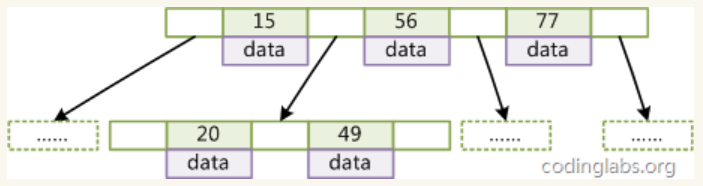 15 56 77
data data data
...... 20 49 ...... ......
data data
codinglabs.org